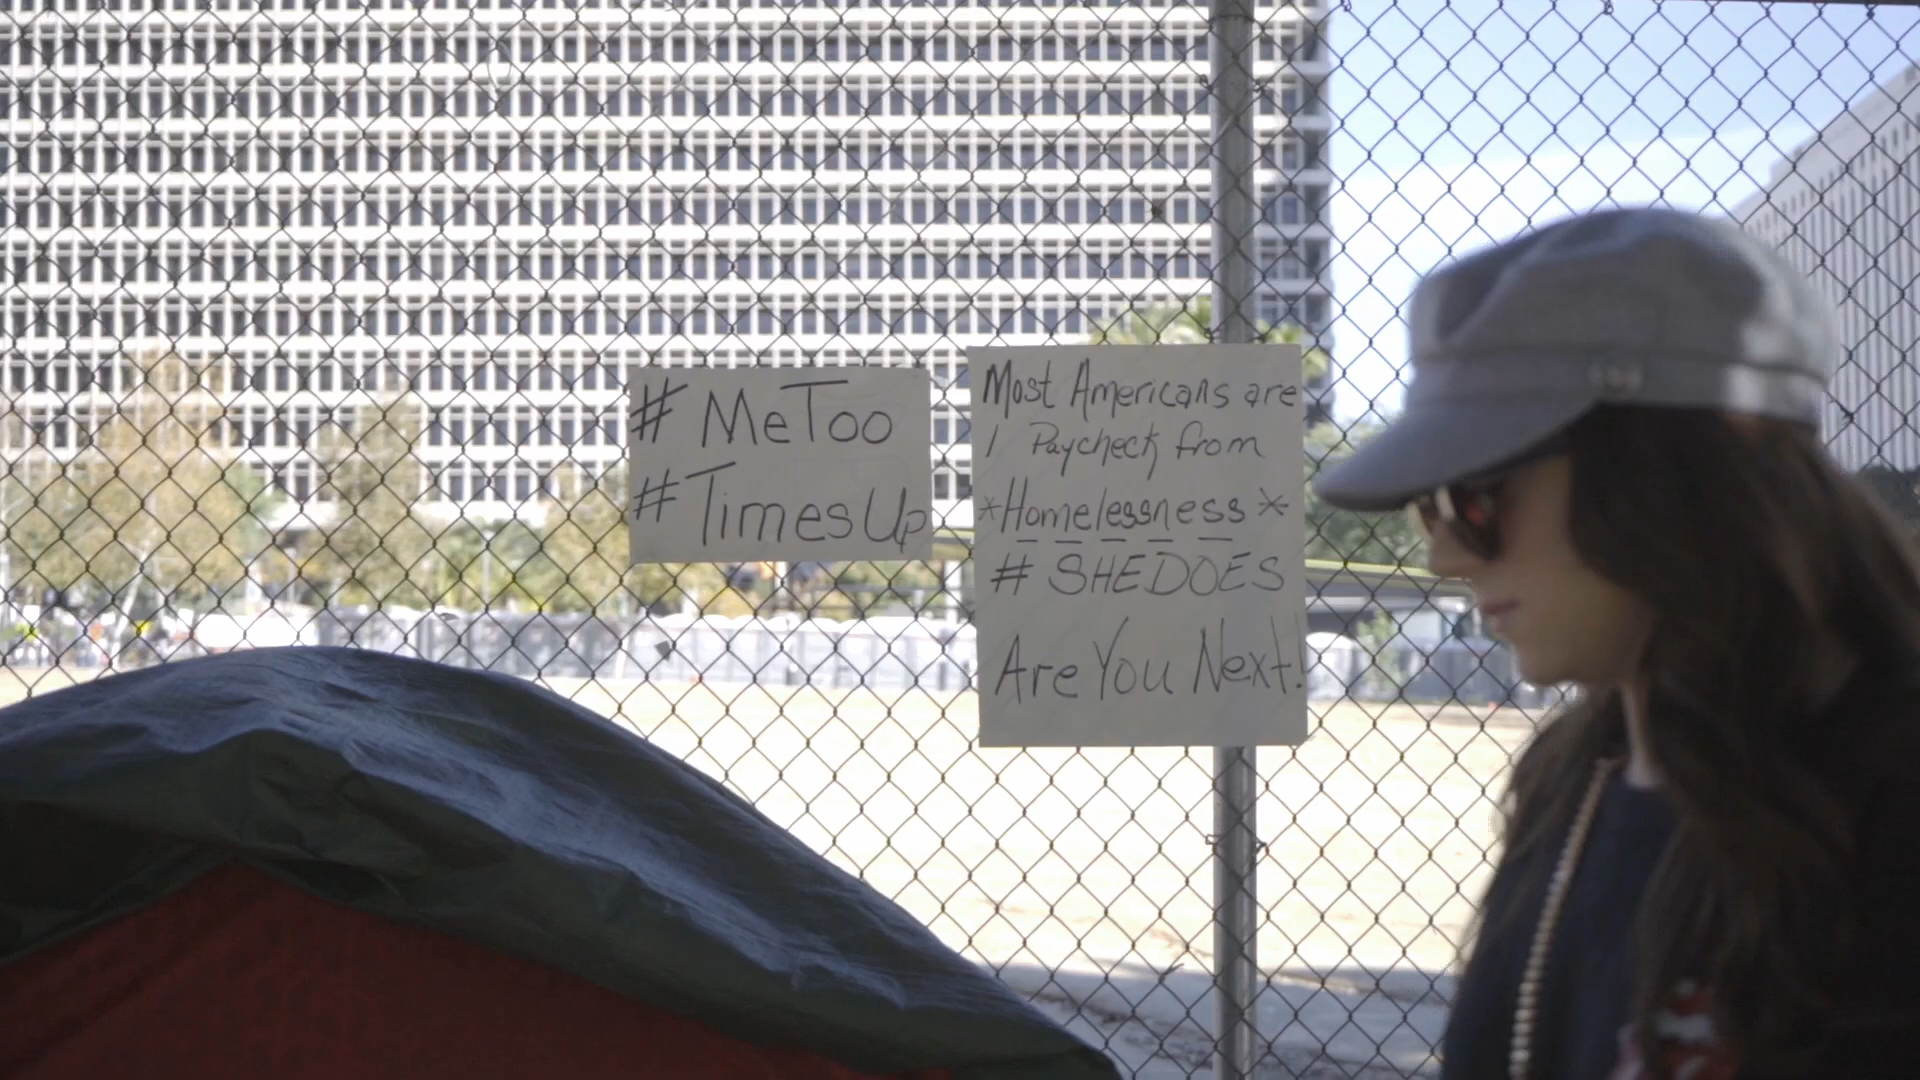 #MeToo
#TimesUp
Most Americans are
1 Paycheck from
*Homelessness*
#SHEDOES
Are You Next!